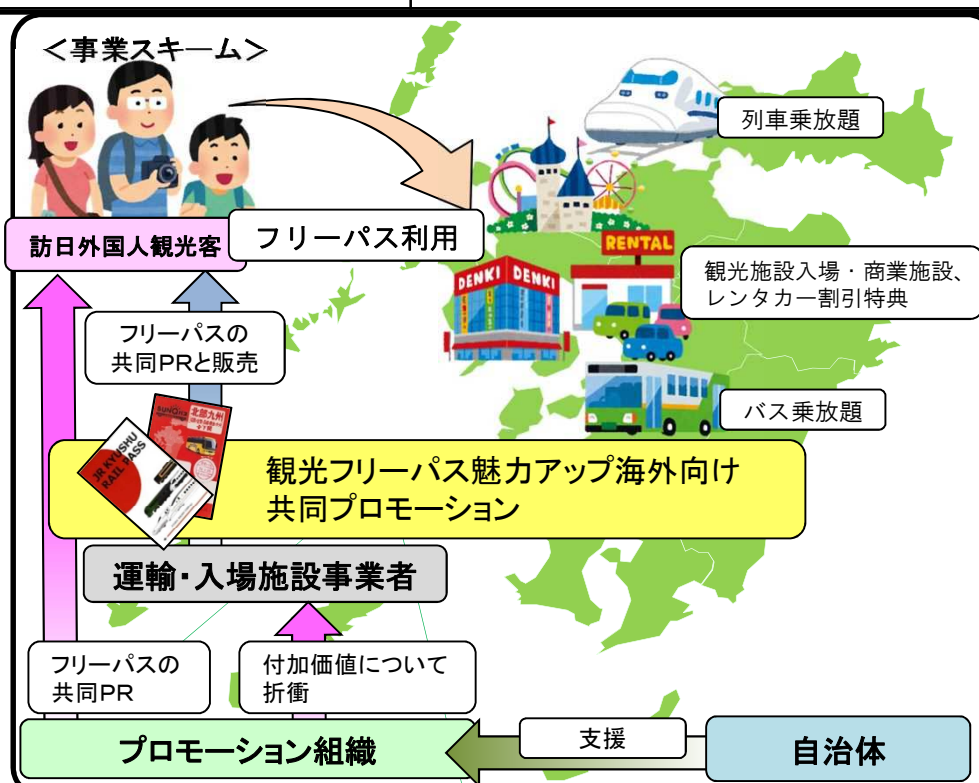 ＜事業スキーム＞
列車乗放題
訪日外国人観光客
フリーパス利用
RENTAL
DENKI DENKI
観光施設入場・商業施設、
レンタカー割引特典
フリーパスの
共同PRと販売
バス乗放題
北部九州
JR KYUSHU
RAIL PASS
観光フリーパス魅力アップ海外向け
共同プロモーション
運輸・入場施設事業者
フリーパスの
共同PR
付加価値について
折衝
プロモーション組織
支援
自治体